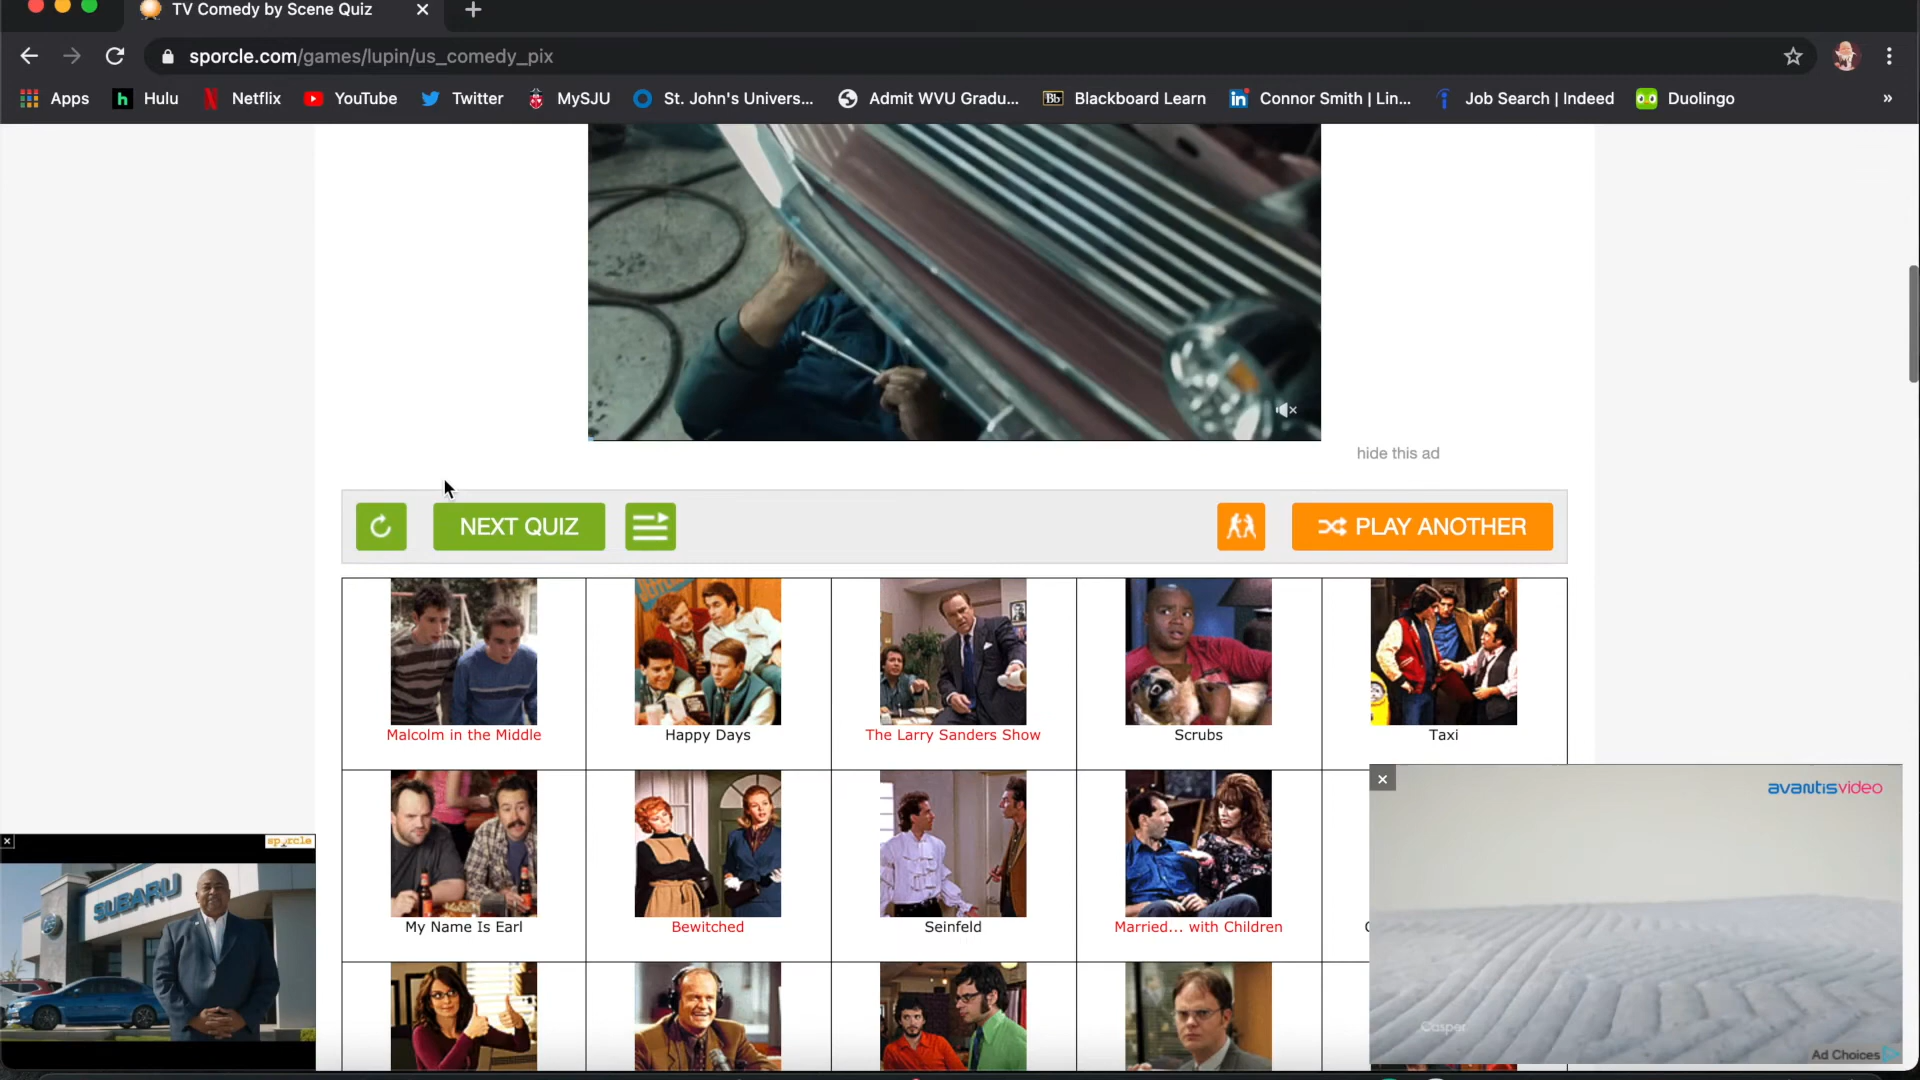 TV Comedy by Scene Quiz
sporcle.com/games/lupin/us_comedy_pix
Apps
Hulu
Netflix
YouTube
Twitter
MySJU
St. John's Univers...
Admit WVU Gradu...
Bb
Blackboard Learn
Connor Smith | Lin...
Job Search | Indeed
Duolingo
hide this ad
NEXT QUIZ
PLAY ANOTHER
Malcolm in the Middle
Happy Days
The Larry Sanders Show
Scrubs
Taxi
avantisvideo
My Name Is Earl
Bewitched
Seinfeld
Married... with Children
sporcle
SUBARU
Casper
Ad Choices